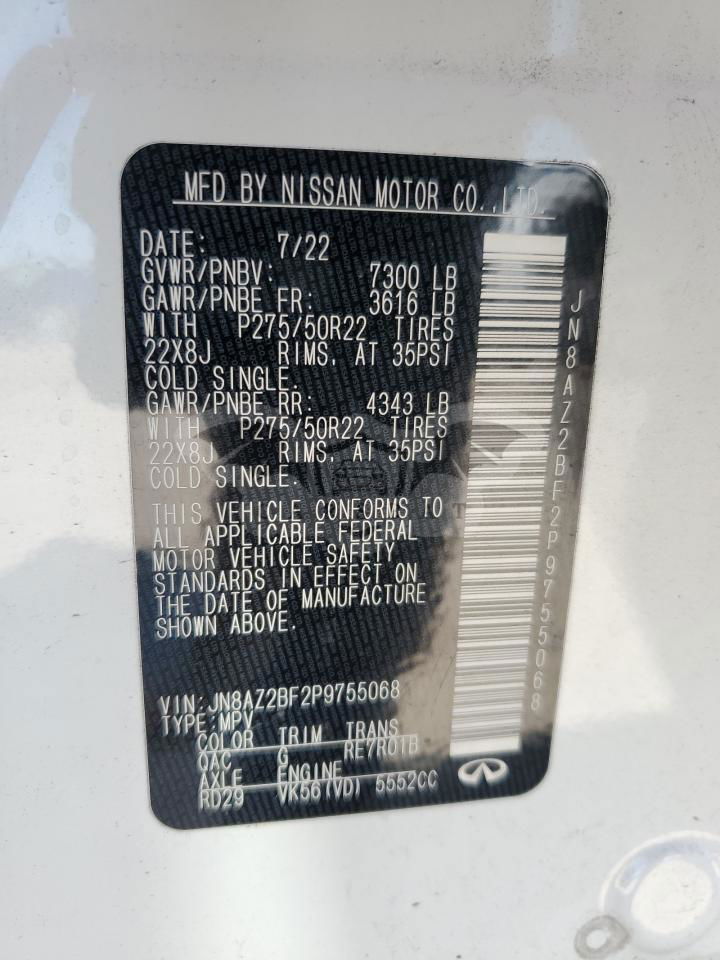 MFD BY NISSAN MOTOR CO.,LTD.
DATE: 7/22
GVWR/PNBV: 7300 LB
GAWR/PNBE FR: 3616 LB
WITH P275/50R22 TIRES
22X8J RIMS, AT 35PSI
COLD SINGLE.
GAWR/PNBE RR: 4343 LB
WITH P275/50R22 TIRES
22X8J RIMS, AT 35PSI
COLD SINGLE.
THIS VEHICLE CONFORMS TO
ALL APPLICABLE FEDERAL
MOTOR VEHICLE SAFETY
STANDARDS IN EFFECT ON
THE DATE OF MANUFACTURE
SHOWN ABOVE.
VIN:JN8AZ2BF2P9755068
TYPE:MPV
COLOR TRIM TRANS
QAC G RE7R01B
AXLE ENGINE
RD29 VK56(VD) 5552CC
JN8AZ2BF2P9755068